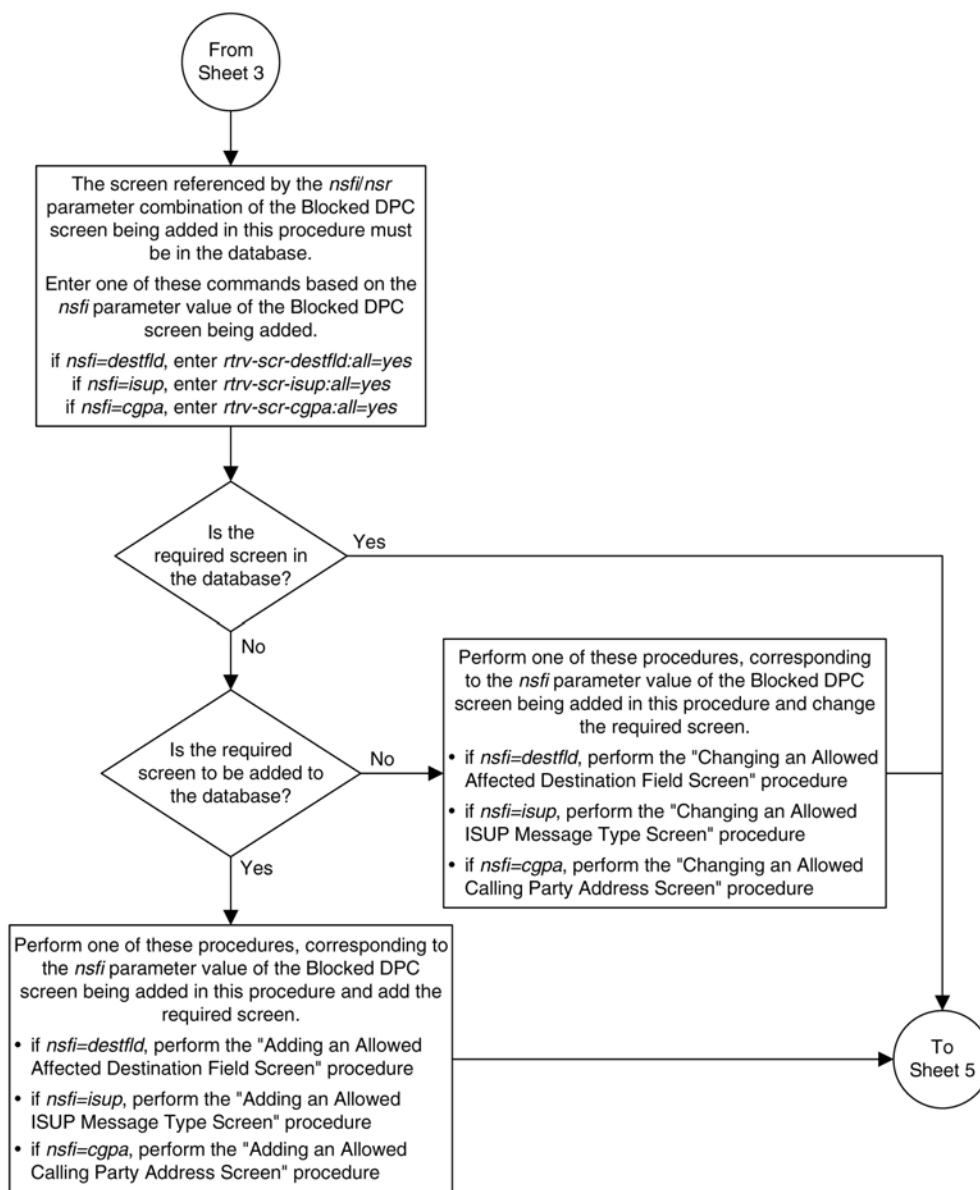 From
Sheet 3
The screen referenced by the nsfi/nsr
parameter combination of the Blocked DPC
screen being added in this procedure must
be in the database.
Enter one of these commands based on the
nsfi parameter value of the Blocked DPC
screen being added.
if nsfi=destfld, enter rtrv-scr-destfld:all=yes
if nsfi=isup, enter rtrv-scr-isup:all=yes
if nsfi=cgpa, enter rtrv-scr-cgpa:all=yes
Is the
required screen in
the database?
Yes
No
Is the required
screen to be added to
the database?
No
Yes
Perform one of these procedures, corresponding
to the nsfi parameter value of the Blocked DPC
screen being added in this procedure and change
the required screen.
• if nsfi=destfld, perform the "Changing an Allowed
Affected Destination Field Screen" procedure
• if nsfi=isup, perform the "Changing an Allowed
ISUP Message Type Screen" procedure
• if nsfi=cgpa, perform the "Changing an Allowed
Calling Party Address Screen" procedure
Perform one of these procedures, corresponding to
the nsfi parameter value of the Blocked DPC
screen being added in this procedure and add the
required screen.
• if nsfi=destfld, perform the "Adding an Allowed
Affected Destination Field Screen" procedure
• if nsfi=isup, perform the "Adding an Allowed
ISUP Message Type Screen" procedure
• if nsfi=cgpa, perform the "Adding an Allowed
Calling Party Address Screen" procedure
To
Sheet 5